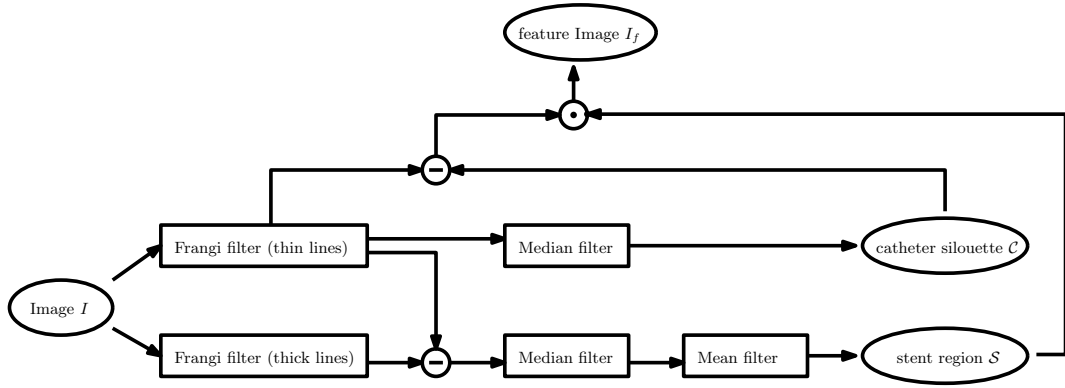 feature Image I_f
Frangi filter (thin lines)
Median filter
catheter silouette C
Image I
Frangi filter (thick lines)
Median filter
Mean filter
stent region S